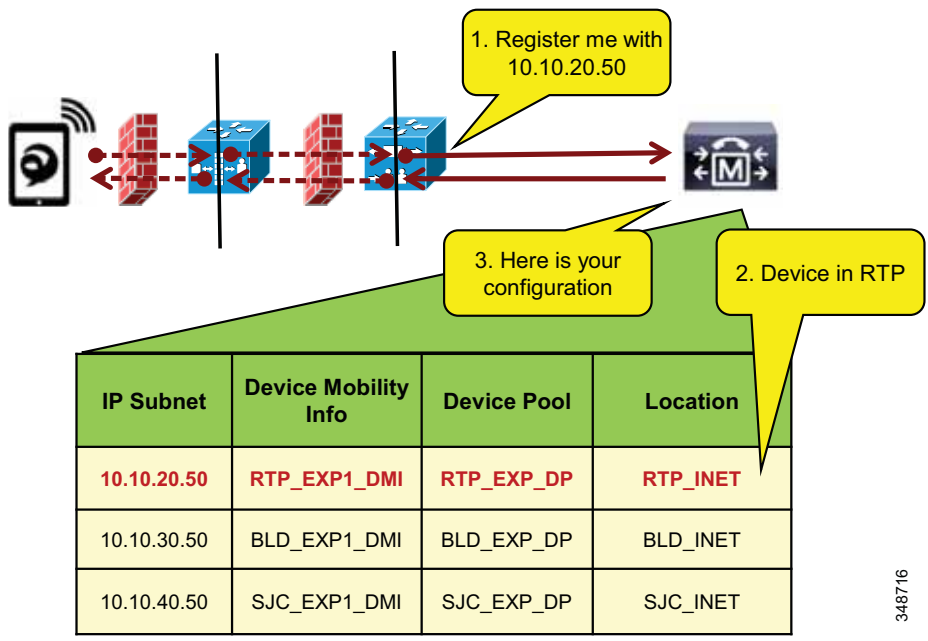 1. Register me with
10.10.20.50
M
3. Here is your
configuration
2. Device in RTP
IP Subnet
Device Mobility
Info
Device Pool
Location
10.10.20.50
RTP_EXP1_DMI
RTP_EXP_DP
RTP_INET
10.10.30.50
BLD_EXP1_DMI
BLD_EXP_DP
BLD_INET
10.10.40.50
SJC_EXP1_DMI
SJC_EXP_DP
SJC_INET
348716